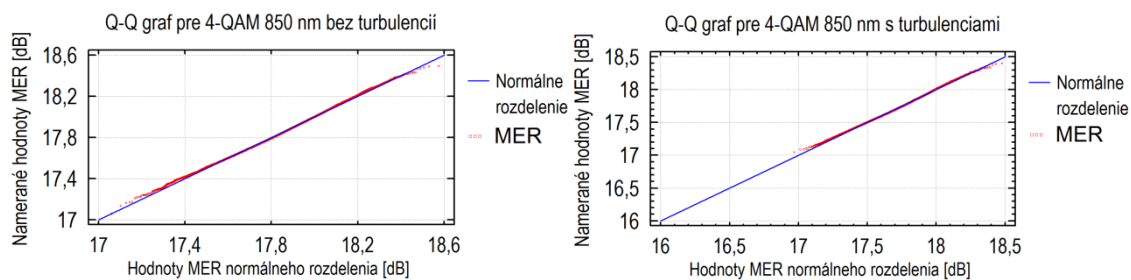 Q-Q graf pre 4-QAM 850 nm bez turbulencií
Namerané hodnoty MER [dB]
18,6
18,2
17,8
17,4
17
17
17,4
17,8
18,2
18,6
Hodnoty MER normálneho rozdelenia [dB]
Normálne
rozdelenie
MER
Q-Q graf pre 4-QAM 850 nm s turbulenciami
Namerané hodnoty MER [dB]
18,5
18
17,5
17
16,5
16
16
16,5
17
17,5
18
18,5
Hodnoty MER normálneho rozdelenia [dB]
Normálne
rozdelenie
MER